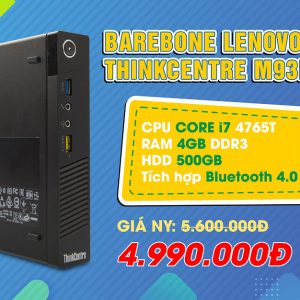 BAREBONE LENOVO
THINKCENTRE M93
CPU CORE i7 4765T
RAM 4GB DDR3
HDD 500GB
Tích hợp Bluetooth 4.0
GIÁ NY: 5.600.000Đ
4.990.000Đ
ThinkCentre